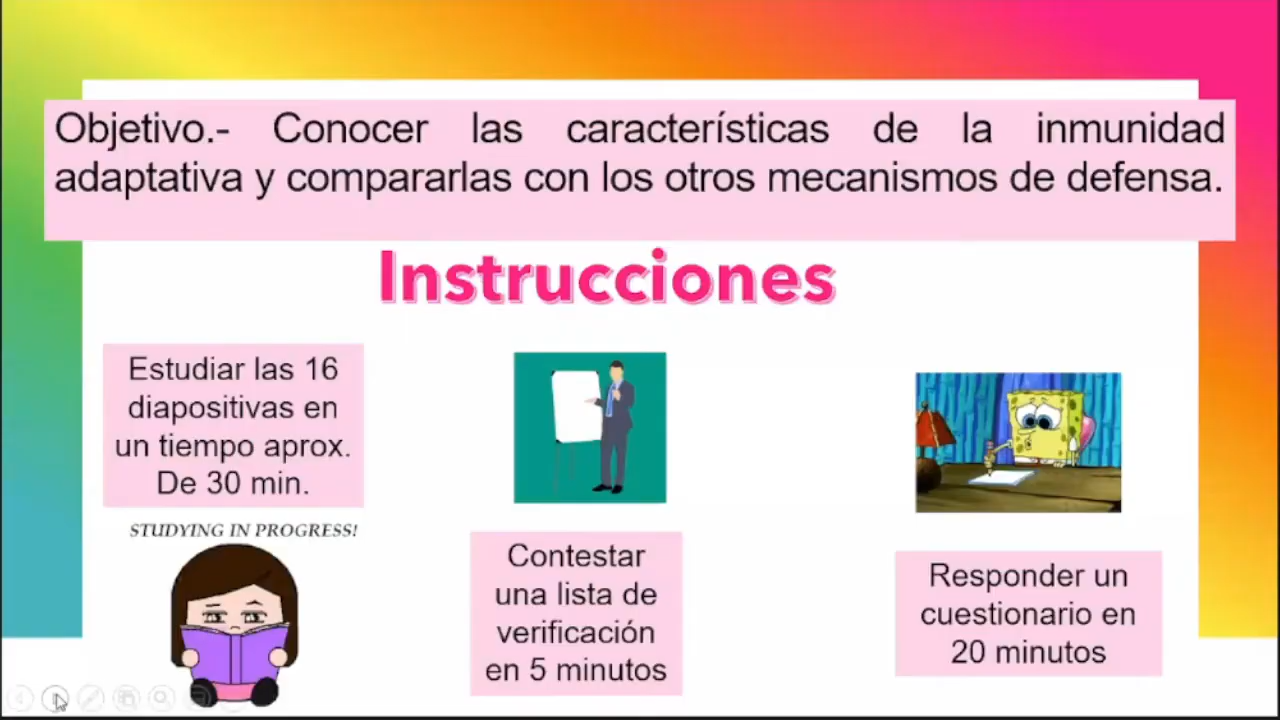 Objetivo.- Conocer las características de la inmunidad
adaptativa y compararlas con los otros mecanismos de defensa.
Instrucciones
Estudiar las 16
diapositivas en
un tiempo aprox.
De 30 min.
STUDYING IN PROGRESS!
Contestar
una lista de
verificación
en 5 minutos
Responder un
cuestionario en
20 minutos